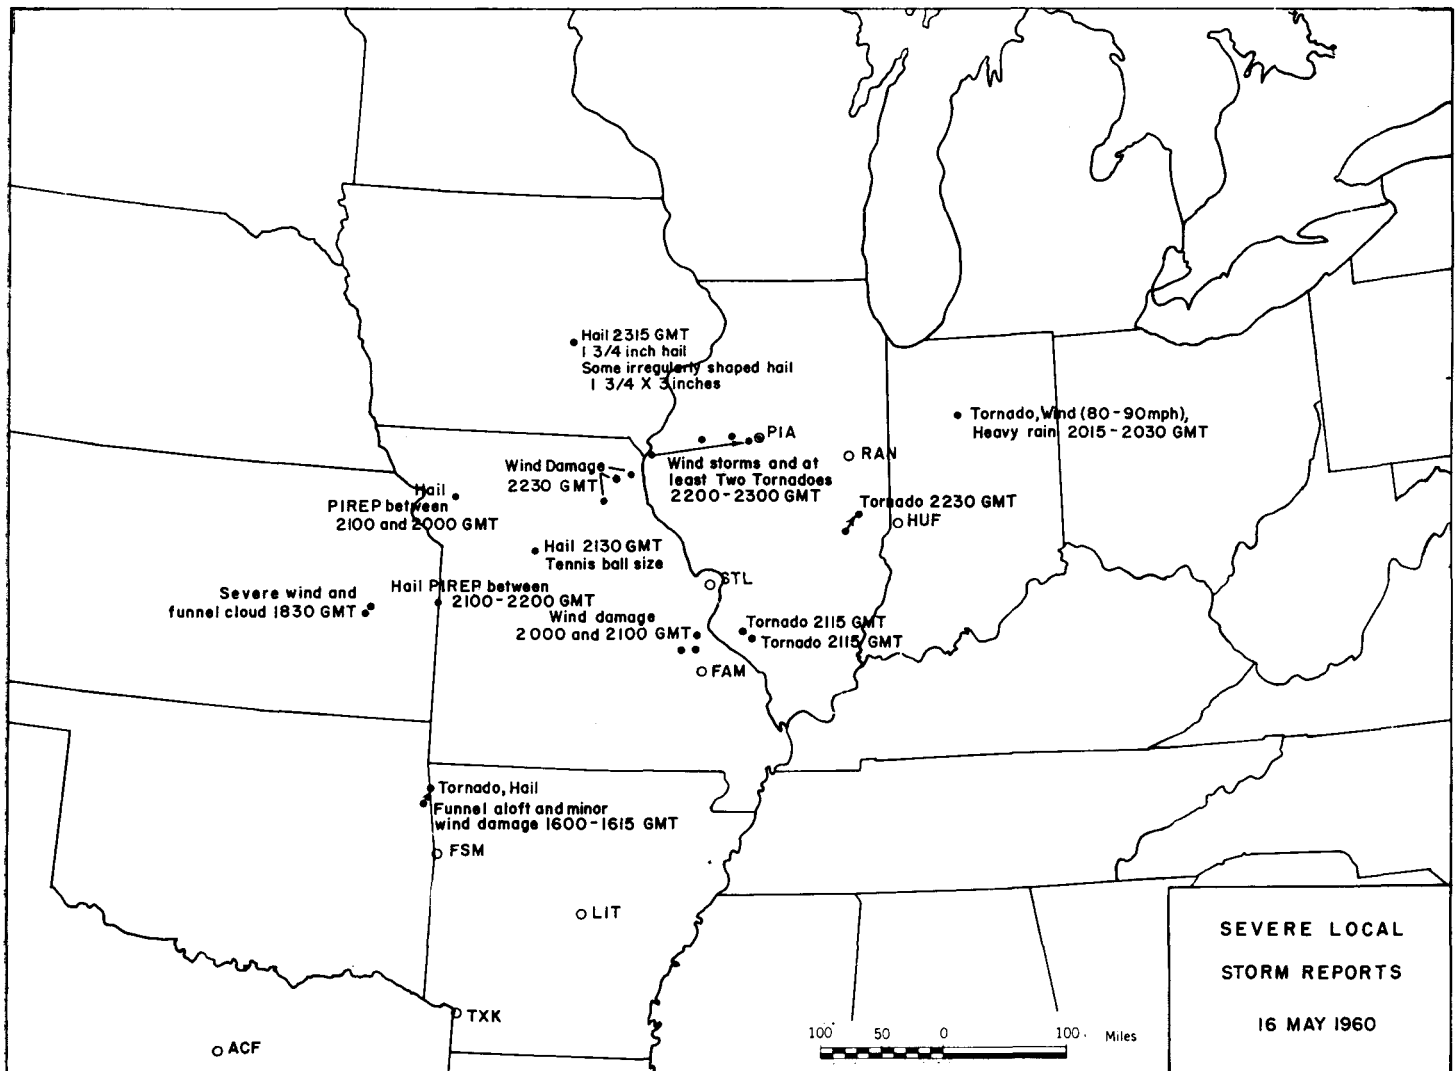 Hail 2315 GMT
1 3/4 inch hail
Some irregularly shaped hail
1 3/4 X 3 inches
Tornado, Wind (80-90mph),
Heavy rain 2015-2030 GMT
PIA
RAN
Wind Damage
2230 GMT
Wind storms and at
least Two Tornadoes
2200-2300 GMT
Hail
PIREP between
2100 and 2000 GMT
Tornado 2230 GMT
HUF
Hail 2130 GMT
Tennis ball size
STL
Severe wind and
funnel cloud 1830 GMT
Hail PIREP between
2100-2200 GMT
Wind damage
2000 and 2100 GMT
Tornado 2115 GMT
Tornado 2115 GMT
FAM
Tornado, Hail
Funnel aloft and minor
wind damage 1600-1615 GMT
FSM
LIT
TXK
ACF
100 50 0 100 Miles
SEVERE LOCAL
STORM REPORTS
16 MAY 1960